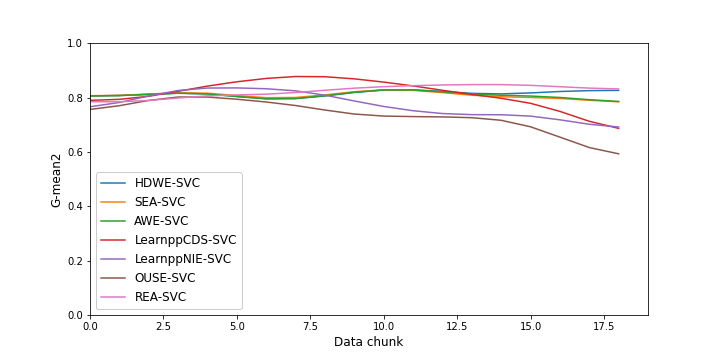 1.0
0.8
0.6
0.4
0.2
0.0
G-mean2
HDWE-SVC
SEA-SVC
AWE-SVC
LearnppCDS-SVC
LearnppNIE-SVC
OUSE-SVC
REA-SVC
0.0 2.5 5.0 7.5 10.0 12.5 15.0 17.5
Data chunk